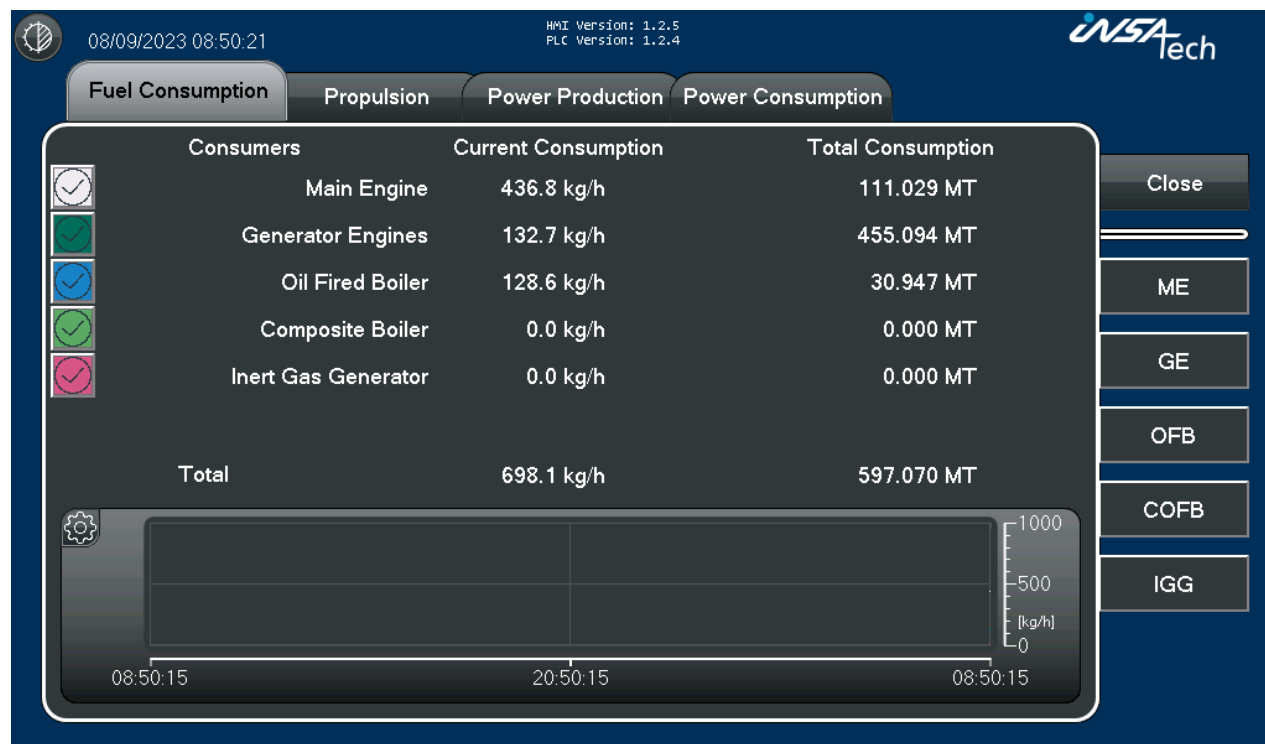 08/09/2023 08:50:21
HMI Version: 1.2.5
PLC Version: 1.2.4
iNSATech
Fuel Consumption Propulsion Power Production Power Consumption
Consumers Current Consumption Total Consumption
Main Engine 436.8 kg/h 111.029 MT
Generator Engines 132.7 kg/h 455.094 MT
Oil Fired Boiler 128.6 kg/h 30.947 MT
Composite Boiler 0.0 kg/h 0.000 MT
Inert Gas Generator 0.0 kg/h 0.000 MT
Total 698.1 kg/h 597.070 MT
1000
500
[kg/h]
0
08:50:15 20:50:15 08:50:15
Close
ME
GE
OFB
COFB
IGG